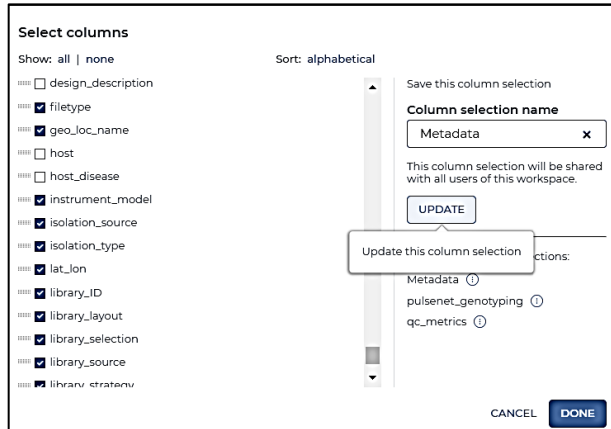 Select columns
Show: all | none
Sort: alphabetical
design_description
filetype
geo_loc_name
host
host_disease
instrument_model
isolation_source
isolation_type
lat_lon
library_ID
library_layout
library_selection
library_source
library_strategy
Save this column selection
Column selection name
Metadata
This column selection will be shared
with all users of this workspace.
UPDATE
Update this column selection
ctions:
Metadata
pulsenet_genotyping
qc_metrics
CANCEL
DONE